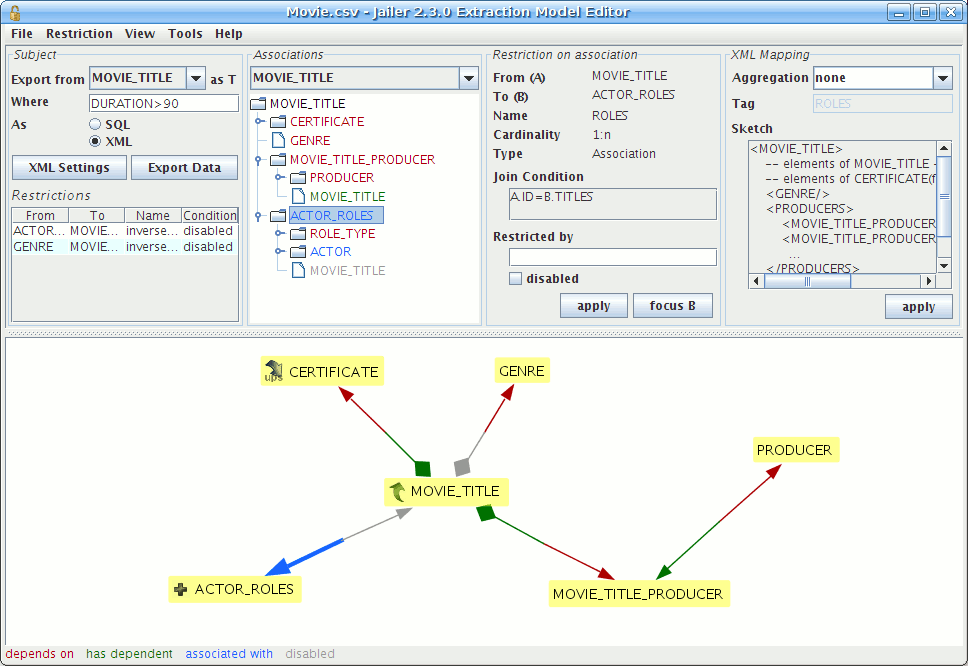 Movie.csv - Jailer 2.3.0 Extraction Model Editor
File Restriction View Tools Help
Subject
Export from MOVIE_TITLE as T
Where DURATION>90
As SQL
XML
XML Settings Export Data
Restrictions
From To Name Condition
ACTOR... MOVIE... inverse... disabled
GENRE MOVIE... inverse... disabled
Associations
MOVIE_TITLE
MOVIE_TITLE
CERTIFICATE
GENRE
MOVIE_TITLE_PRODUCER
PRODUCER
MOVIE_TITLE
ACTOR_ROLES
ROLE_TYPE
ACTOR
MOVIE_TITLE
Restriction on association
From (A) MOVIE_TITLE
To (B) ACTOR_ROLES
Name ROLES
Cardinality 1:n
Type Association
Join Condition
A.ID=B.TITLES
Restricted by
disabled
apply focus B
XML Mapping
Aggregation none
Tag ROLES
Sketch
<MOVIE_TITLE>
-- elements of MOVIE_TITLE -
-- elements of CERTIFICATE(f
<GENRE/>
<PRODUCERS>
<MOVIE_TITLE_PRODUCER
<MOVIE_TITLE_PRODUCER
...
</PRODUCERS>
apply
ups CERTIFICATE
GENRE
PRODUCER
MOVIE_TITLE
ACTOR_ROLES
MOVIE_TITLE_PRODUCER
depends on has dependent associated with disabled